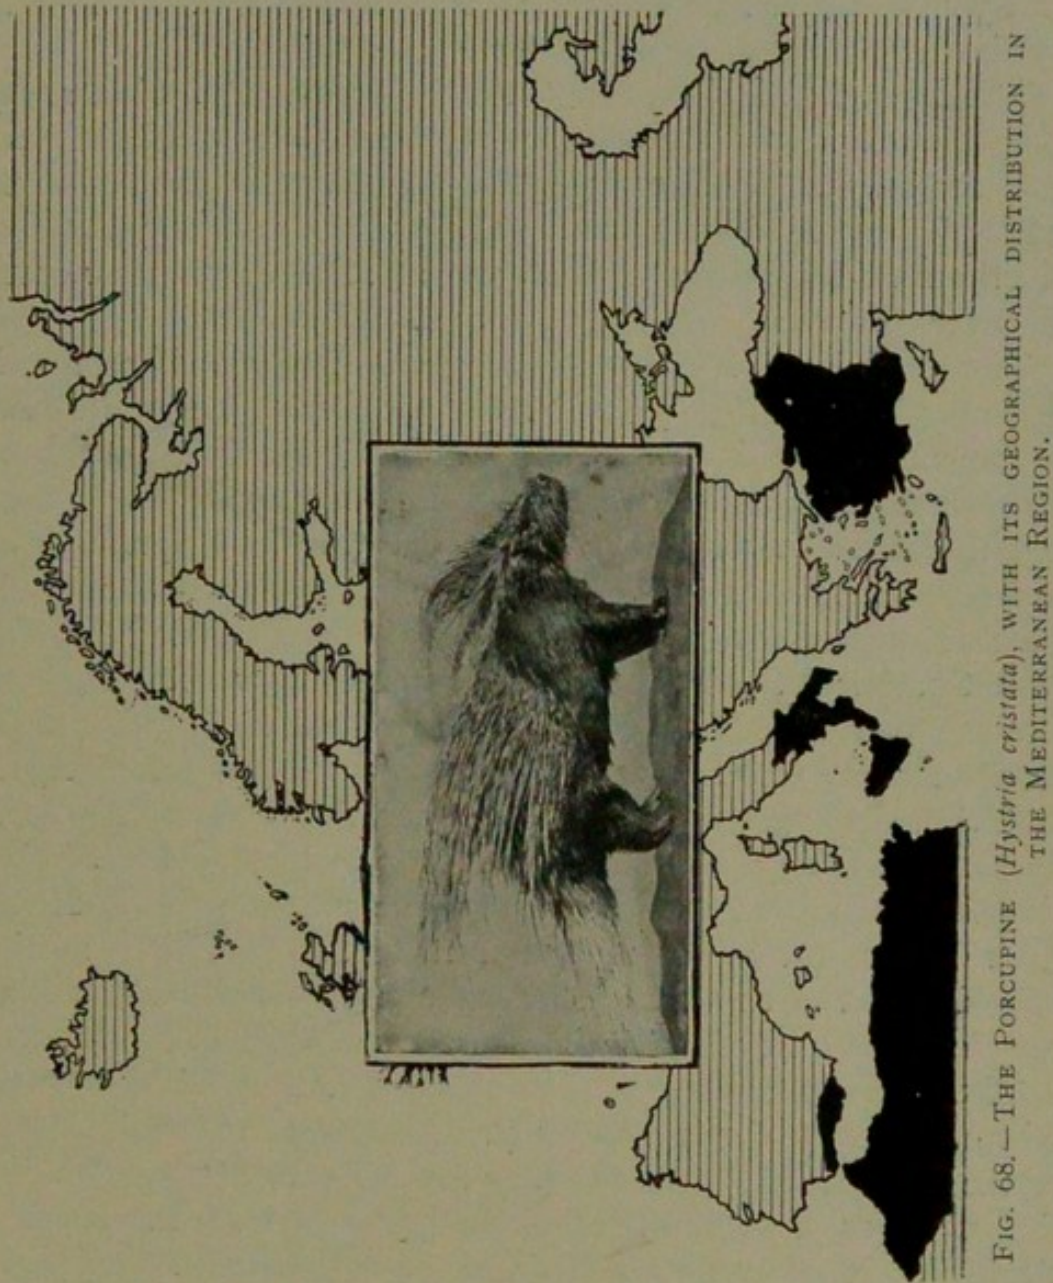 FIG. 68.—THE PORCUPINE (Hystria cristata), WITH ITS GEOGRAPHICAL DISTRIBUTION IN
THE MEDITERRANEAN REGION.